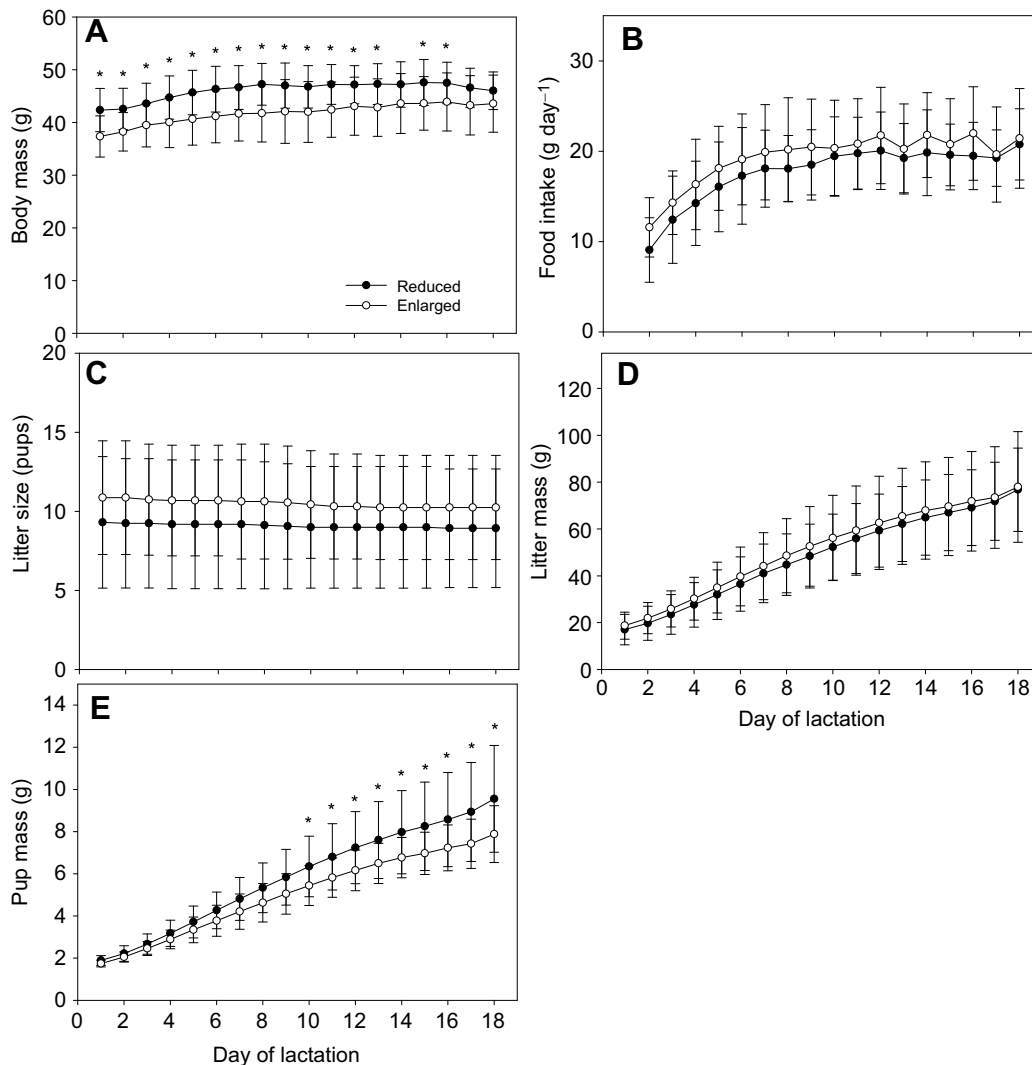 A
Body mass (g)
60
50
40
30
20
10
0
* * * * * * * * * * * * * * *
Reduced
Enlarged
B
Food intake (g day−1)
30
20
10
0
C
Litter size (pups)
20
15
10
5
0
D
Litter mass (g)
120
100
80
60
40
20
0
0 2 4 6 8 10 12 14 16 18
Day of lactation
E
Pup mass (g)
14
12
10
8
6
4
2
0
* * * * * * * * *
0 2 4 6 8 10 12 14 16 18
Day of lactation